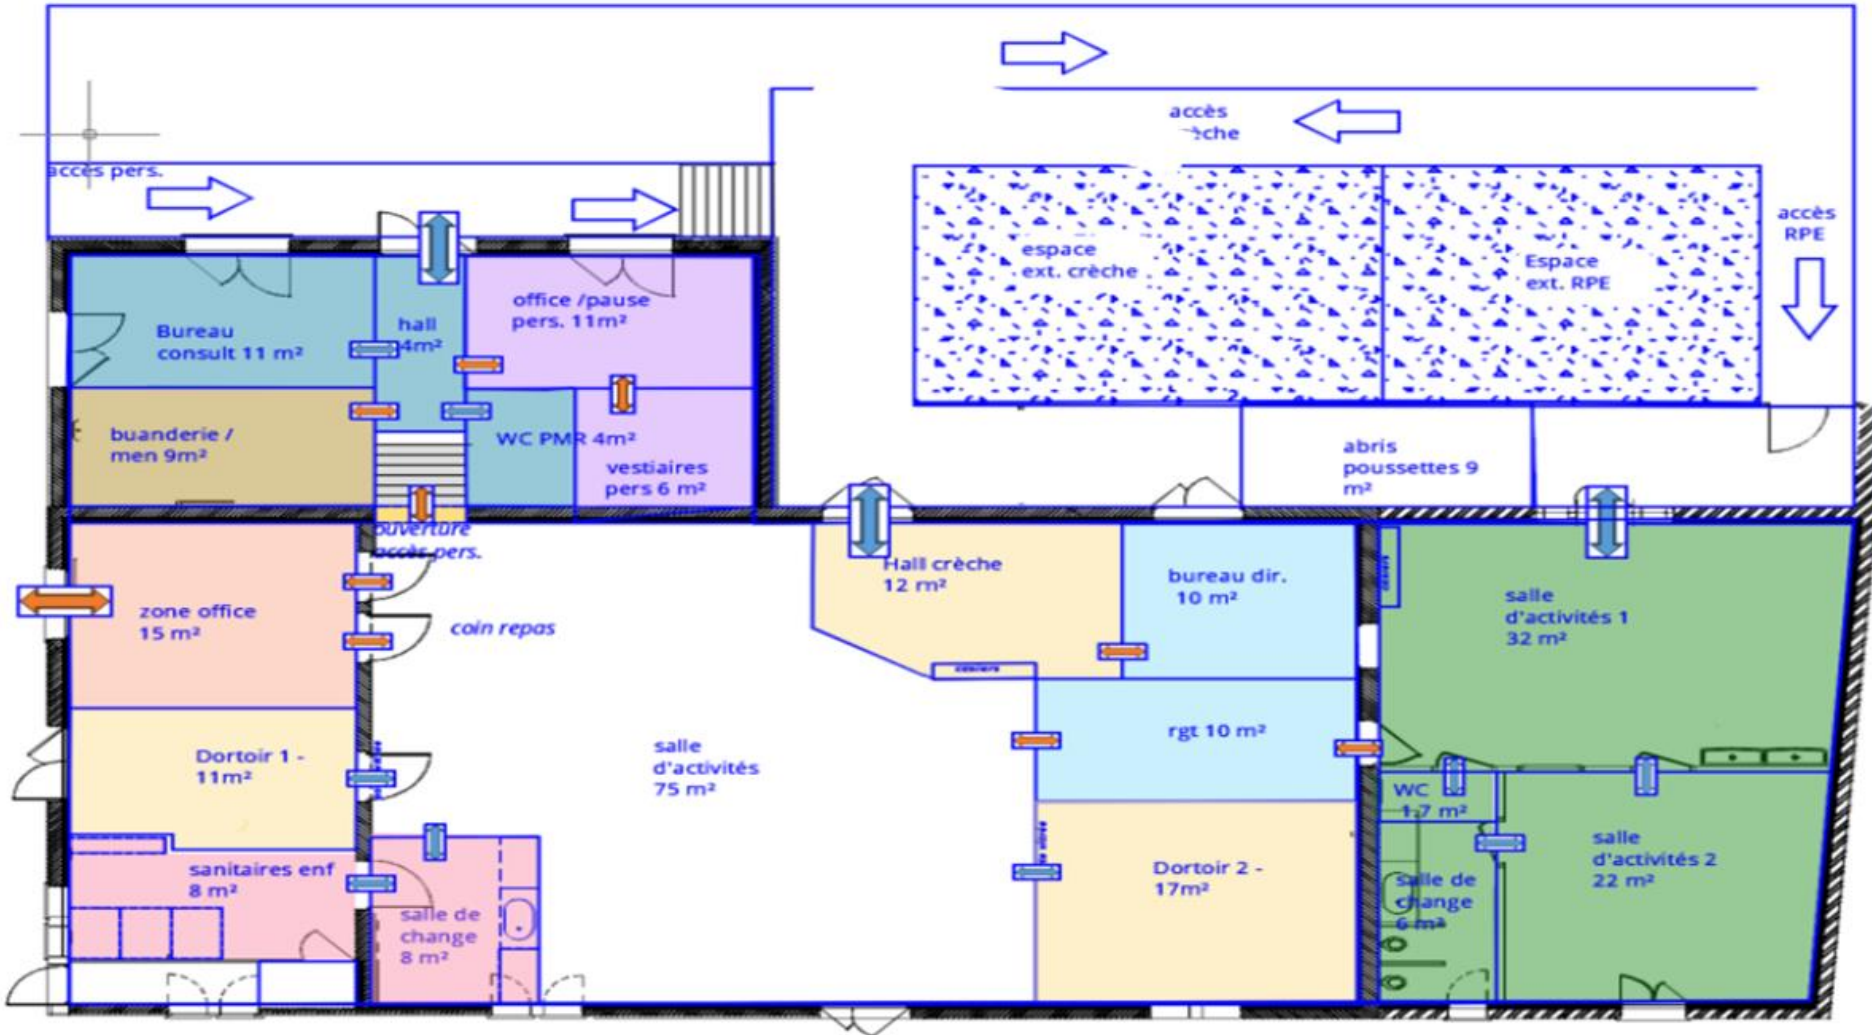 accès
èche
accès pers.
accès
RPE
espace
ext. crèche
Espace
ext. RPE
Bureau
consult 11 m²
hall
4m²
office /pause
pers. 11m²
buanderie /
men 9m²
WC PMR 4m²
vestiaires
pers 6 m²
abris
poussettes 9
m²
ouverture
accès pers.
zone office
15 m²
coin repas
Hall crèche
12 m²
bureau dir.
10 m²
salle
d'activités 1
32 m²
casiers
rgt 10 m²
Dortoir 1 -
11m²
salle
d'activités
75 m²
WC
1.7 m²
salle
d'activités 2
22 m²
sanitaires enf
8 m²
Dortoir 2 -
17m²
salle de
change
6 m²
salle de
change
8 m²